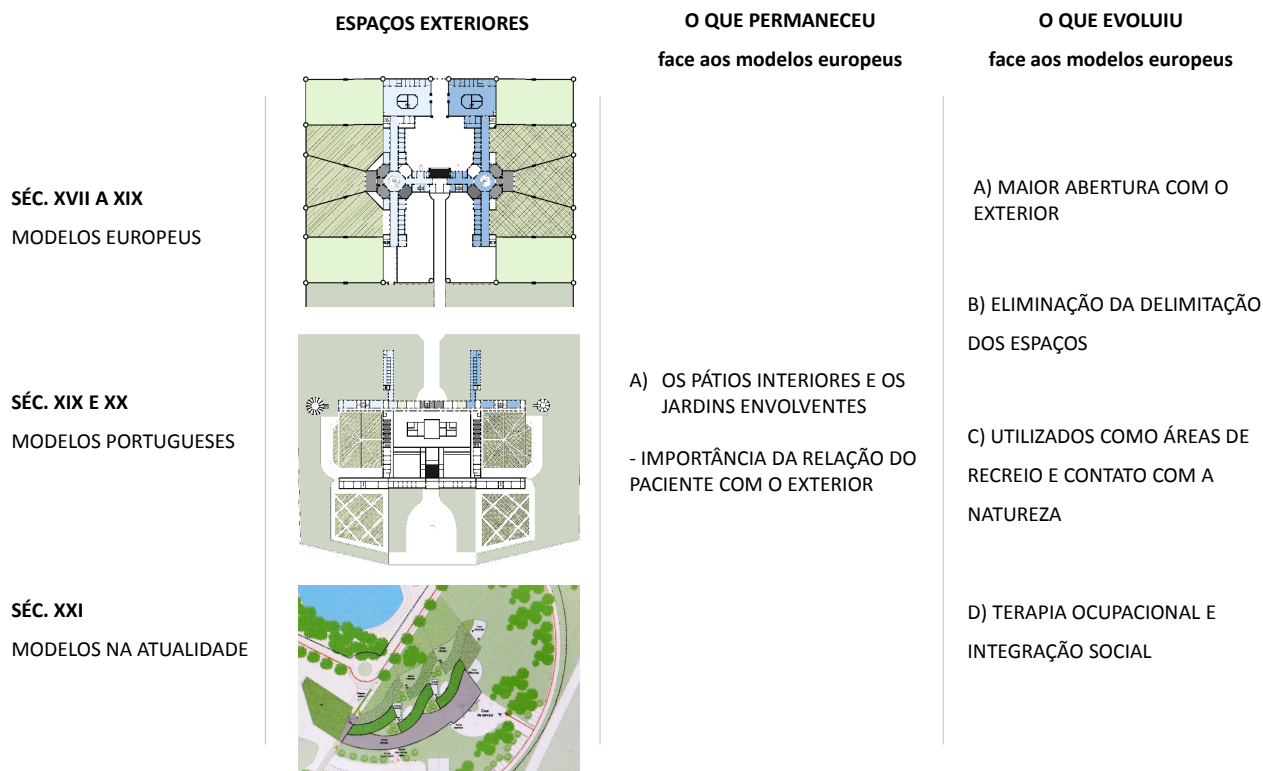 ESPAÇOS EXTERIORES
O QUE PERMANECEU
face aos modelos europeus
O QUE EVOLUIU
face aos modelos europeus
SÉC. XVII A XIX
MODELOS EUROPEUS
SÉC. XIX E XX
MODELOS PORTUGUESES
SÉC. XXI
MODELOS NA ATUALIDADE
A) OS PÁTIOS INTERIORES E OS
JARDINS ENVOLVENTES
- IMPORTÂNCIA DA RELAÇÃO DO
PACIENTE COM O EXTERIOR
A) MAIOR ABERTURA COM O
EXTERIOR
B) ELIMINAÇÃO DA DELIMITAÇÃO
DOS ESPAÇOS
C) UTILIZADOS COMO ÁREAS DE
RECREIO E CONTATO COM A
NATUREZA
D) TERAPIA OCUPACIONAL E
INTEGRAÇÃO SOCIAL